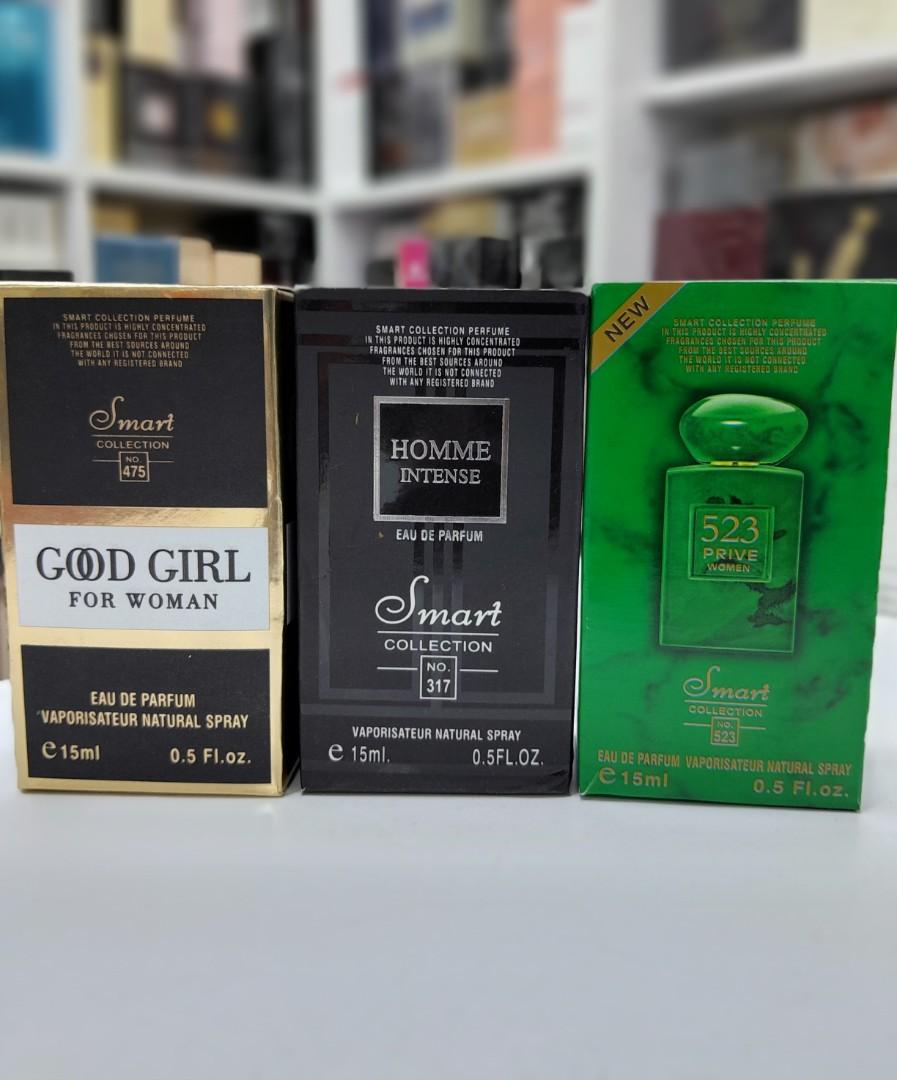 SMART COLLECTION PERFUME
IN THIS PRODUCT IS HIGHLY CONCENTRATED
FRAGRANCES CHOSEN FOR THIS PRODUCT
FROM THE BEST SOURCES AROUND
THE WORLD IT IS NOT CONNECTED
WITH ANY REGISTERED BRAND
Smart
COLLECTION
NO.
475
GOOD GIRL
FOR WOMAN
EAU DE PARFUM
VAPORISATEUR NATURAL SPRAY
e 15ml 0.5 Fl.oz.
SMART COLLECTION PERFUME
IN THIS PRODUCT IS HIGHLY CONCENTRATED
FRAGRANCES CHOSEN FOR THIS PRODUCT
FROM THE BEST SOURCES AROUND
THE WORLD IT IS NOT CONNECTED
WITH ANY REGISTERED BRAND
HOMME
INTENSE
EAU DE PARFUM
Smart
COLLECTION
NO.
317
VAPORISATEUR NATURAL SPRAY
e 15ml. 0.5FL.OZ.
NEW
SMART COLLECTION PERFUME
IN THIS PRODUCT IS HIGHLY CONCENTRATED
FRAGRANCES CHOSEN FOR THIS PRODUCT
FROM THE BEST SOURCES AROUND
THE WORLD IT IS NOT CONNECTED
WITH ANY REGISTERED BRAND
523
PRIVE
WOMEN
Smart
COLLECTION
NO.
523
EAU DE PARFUM VAPORISATEUR NATURAL SPRAY
e 15ml 0.5 Fl.oz.